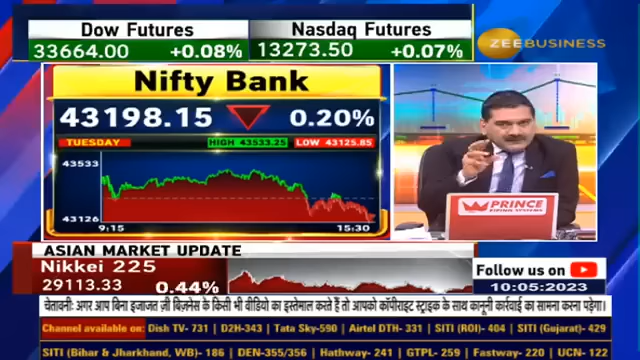 Dow Futures
33664.00 +0.08%
Nasdaq Futures
13273.50 +0.07%
ZEE BUSINESS
Nifty Bank
43198.15 0.20%
TUESDAY HIGH 43533.25 LOW 43125.85
43533
43126
9:15 15:30
PRINCE
PIPING SYSTEMS
ASIAN MARKET UPDATE
Nikkei 225
29113.33 0.44%
Follow us on
10:05:2023
चेतावनी: अगर आप बिना इजाजत ज़ी बिज़नेस के किसी भी वीडियो का इस्तेमाल करते हैं तो आपको कॉपीराइट स्ट्राइक के साथ कानूनी कार्रवाई का सामना करना पड़ेगा.
Channel available on: Dish TV- 731 | D2H-343 | Tata Sky-590 | Airtel DTH- 331 | SITI (ROI)- 404 | SITI (Gujarat)- 429
SITI (Bihar & Jharkhand, WB)- 186 | DEN-355/356 | Hathway- 241 | GTPL- 259 | Fastway- 220 | UCN- 122